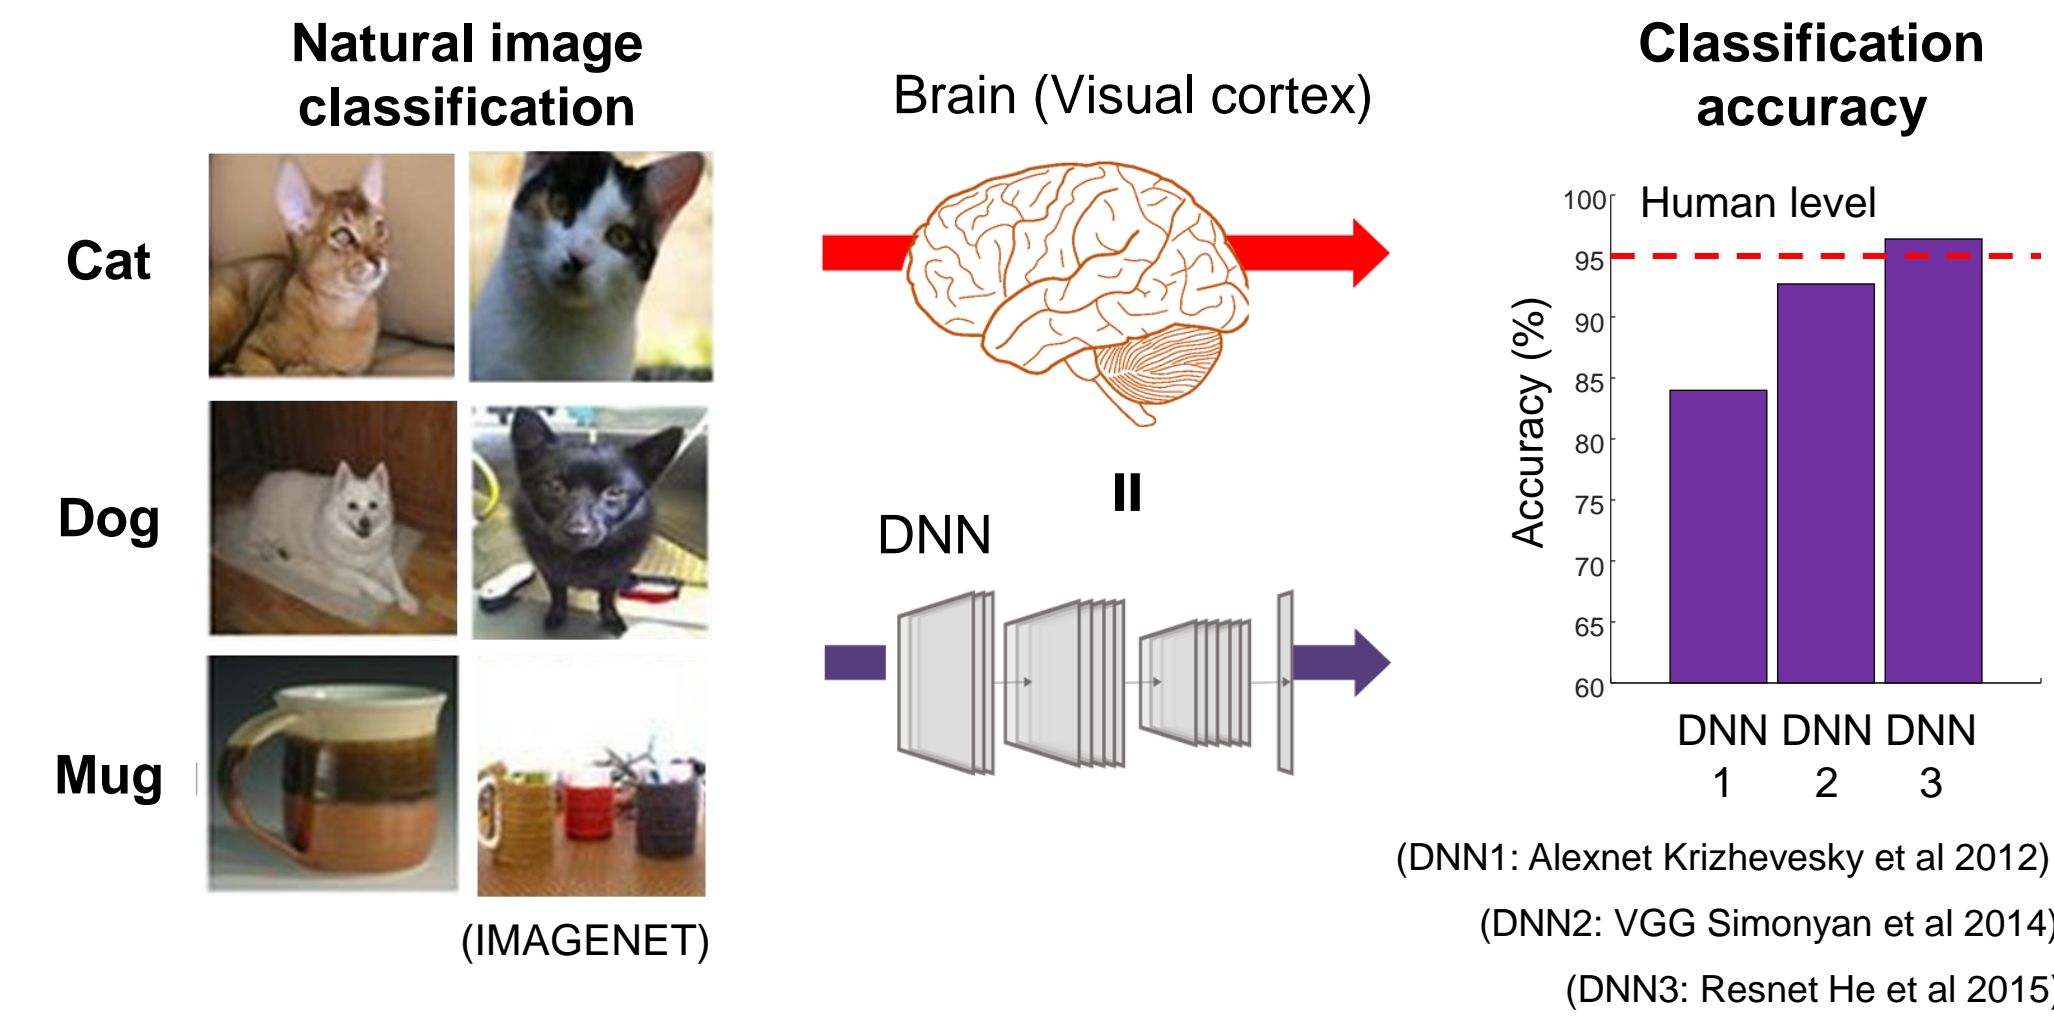 Natural image
classification
Cat
Dog
Mug
(IMAGENET)
Brain (Visual cortex)
DNN
Classification
accuracy
Human level
100
95
90
85
80
75
70
65
60
Accuracy (%)
DNN DNN DNN
1 2 3
(DNN1: Alexnet Krizhevesky et al 2012)
(DNN2: VGG Simonyan et al 2014)
(DNN3: Resnet He et al 2015)